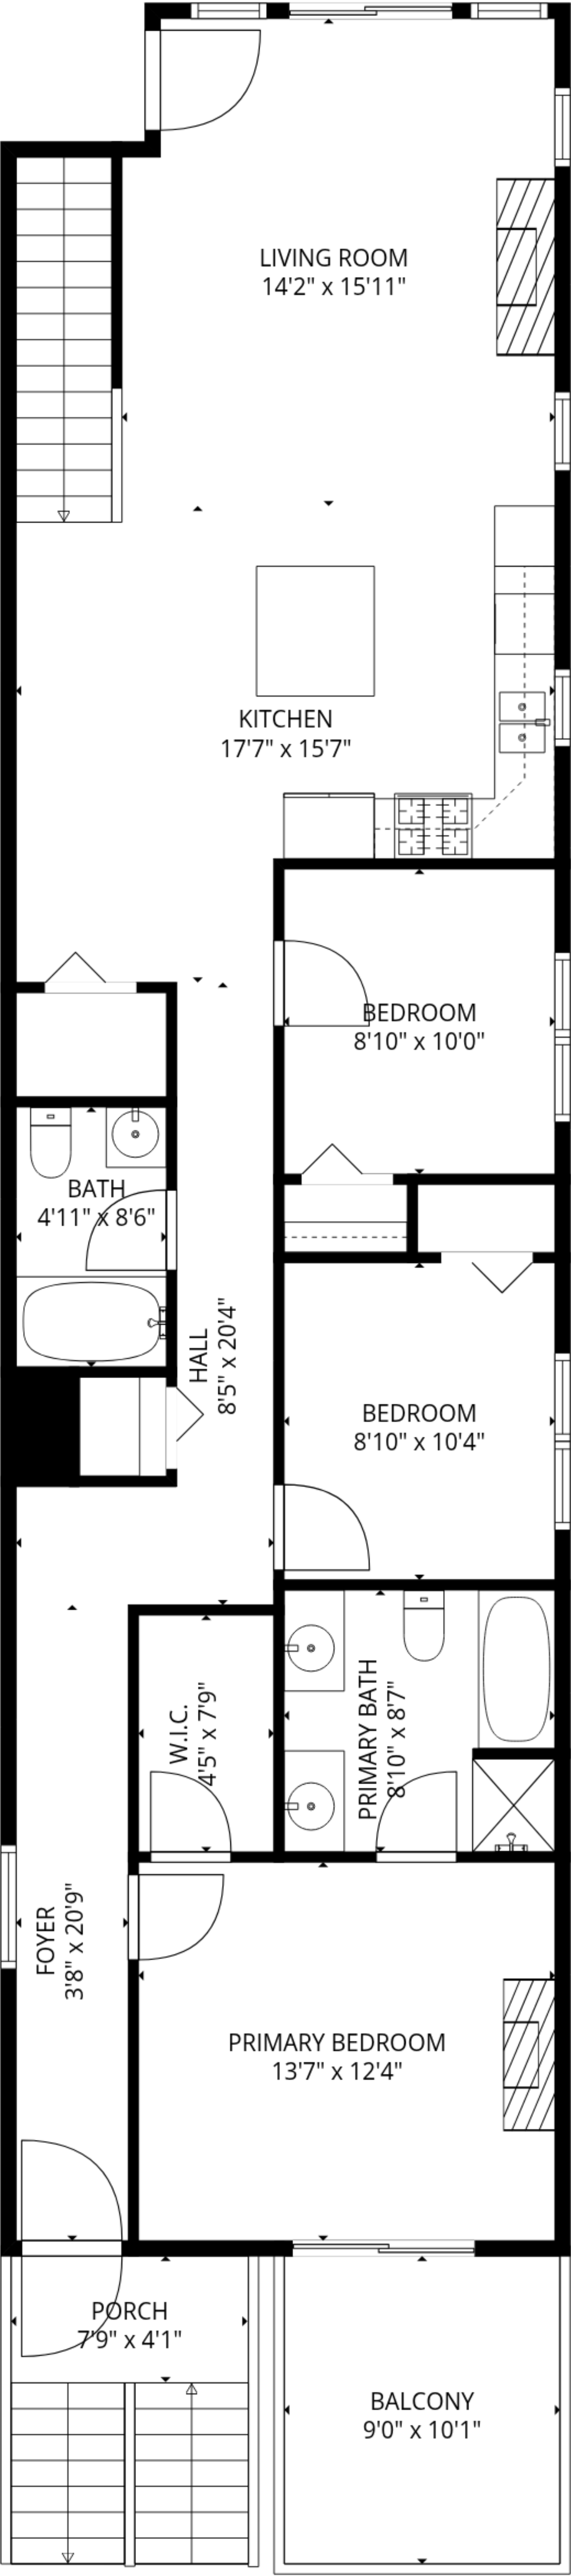 LIVING ROOM
14'2" x 15'11"
KITCHEN
17'7" x 15'7"
BEDROOM
8'10" x 10'0"
BATH
4'11" x 8'6"
HALL
8'5" x 20'4"
BEDROOM
8'10" x 10'4"
W.I.C.
4'5" x 7'9"
PRIMARY BATH
8'10" x 8'7"
FOYER
3'8" x 20'9"
PRIMARY BEDROOM
13'7" x 12'4"
PORCH
7'9" x 4'1"
BALCONY
9'0" x 10'1"